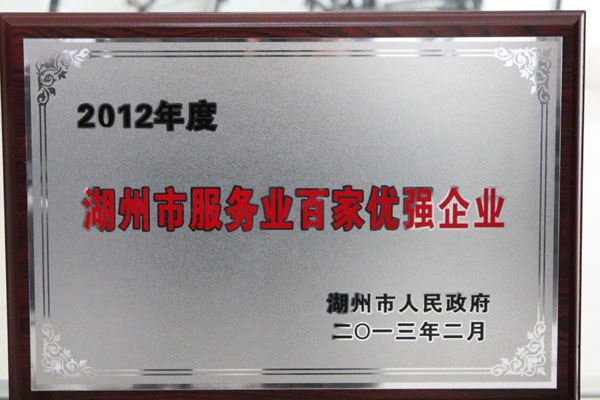 2012年度
湖州市服务业百家优强企业
湖州市人民政府
二〇一三年二月